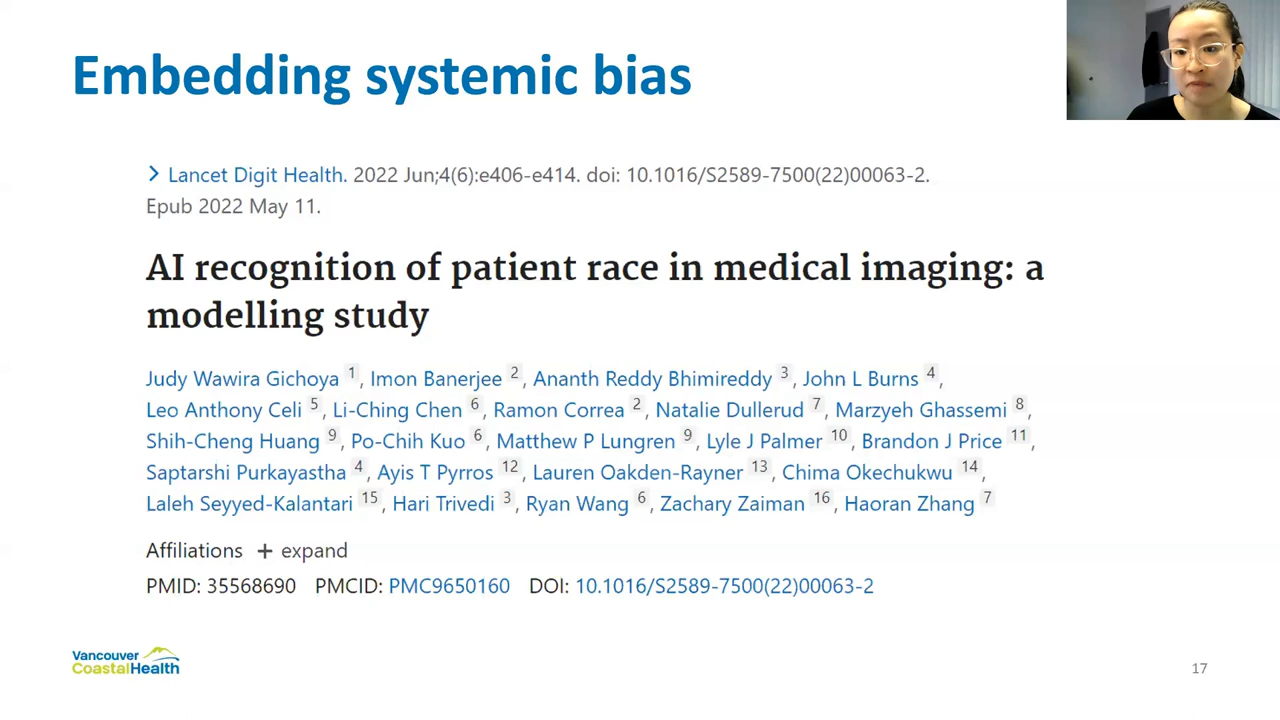 Embedding systemic bias
> Lancet Digit Health. 2022 Jun;4(6):e406-e414. doi: 10.1016/S2589-7500(22)00063-2.
Epub 2022 May 11.
AI recognition of patient race in medical imaging: a
modelling study
Judy Wawira Gichoya 1, Imon Banerjee 2, Ananth Reddy Bhimireddy 3, John L Burns 4,
Leo Anthony Celi 5, Li-Ching Chen 6, Ramon Correa 2, Natalie Dullerud 7, Marzyeh Ghassemi 8,
Shih-Cheng Huang 9, Po-Chih Kuo 6, Matthew P Lungren 9, Lyle J Palmer 10, Brandon J Price 11,
Saptarshi Purkayastha 4, Ayis T Pyrros 12, Lauren Oakden-Rayner 13, Chima Okechukwu 14,
Laleh Seyyed-Kalantari 15, Hari Trivedi 3, Ryan Wang 6, Zachary Zaiman 16, Haoran Zhang 7
Affiliations + expand
PMID: 35568690 PMCID: PMC9650160 DOI: 10.1016/S2589-7500(22)00063-2
Vancouver
CoastalHealth
17